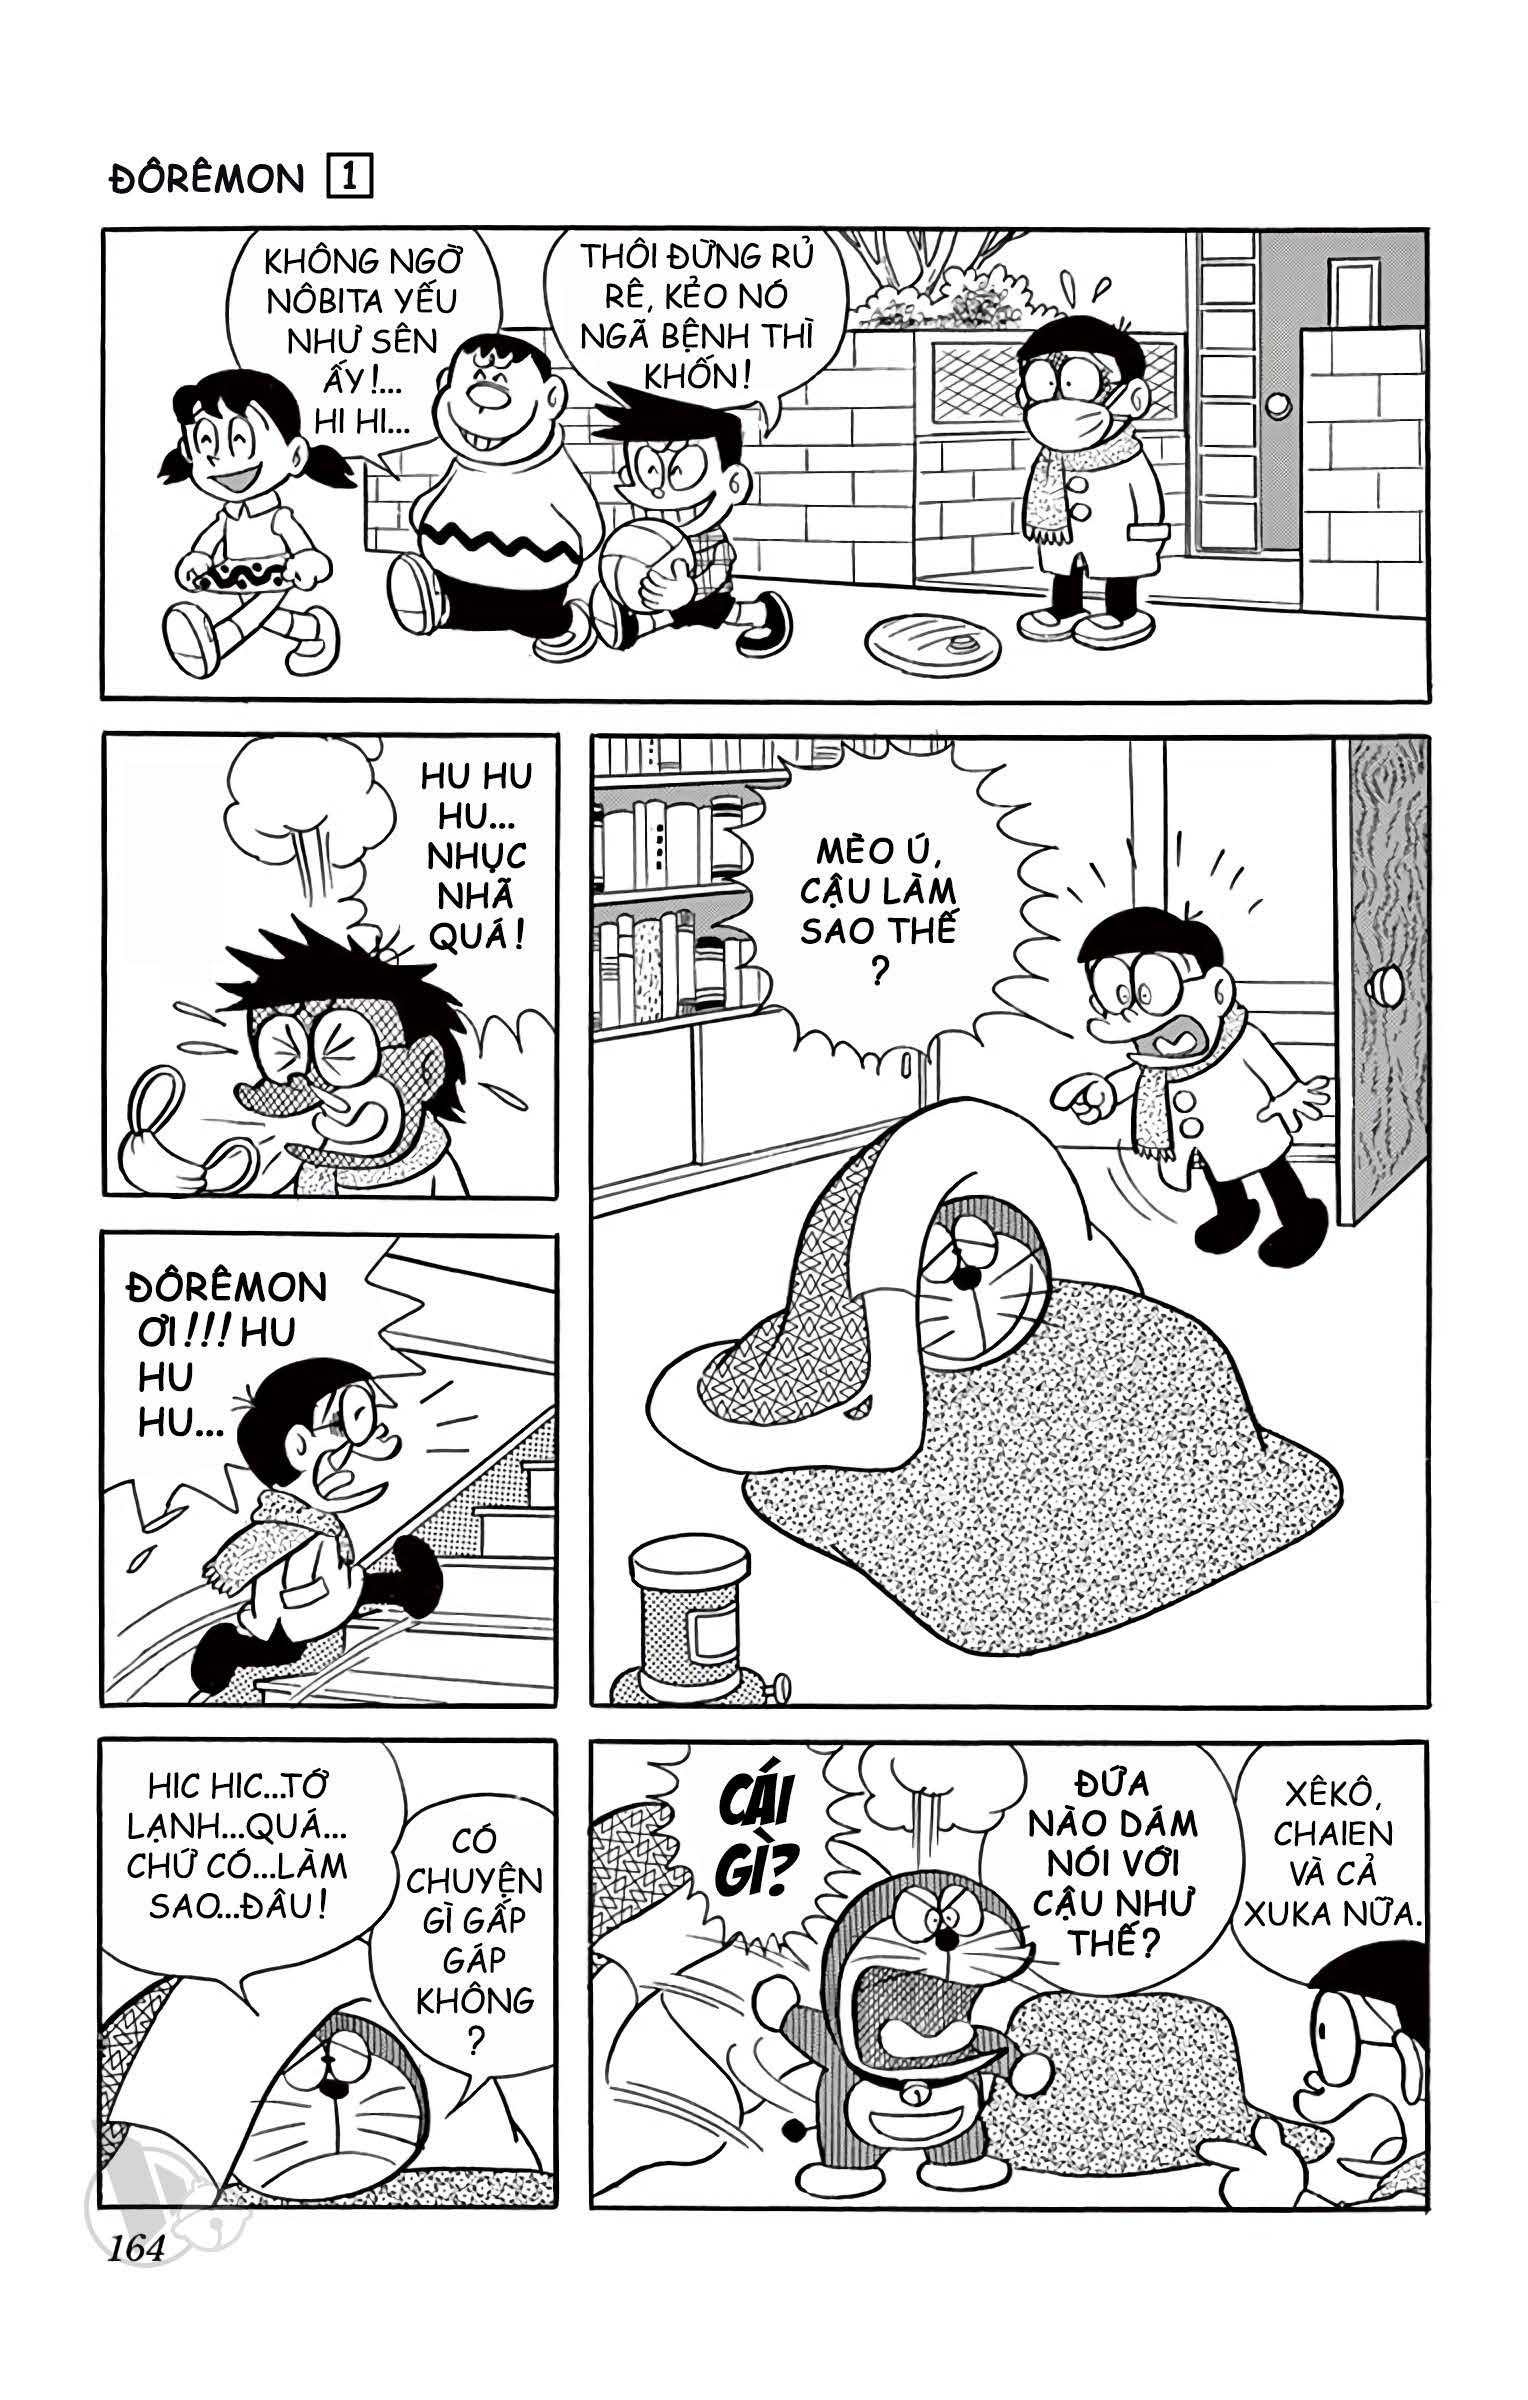 ĐÔRÊMON 1
KHÔNG NGỜ
NÔBITA YẾU
NHƯ SÊN
ẤY!...
HI HI...
THÔI ĐỪNG RỦ
RÊ, KẺO NÓ
NGÃ BỆNH THÌ
KHỐN!
HU HU
HU...
NHỤC
NHÃ
QUÁ!
ĐÔRÊMON
ƠI!!! HU
HU
HU...
MÈO Ú,
CẬU LÀM
SAO THẾ
?
HIC HIC...TỚ
LẠNH...QUÁ...
CHỨ CÓ...LÀM
SAO...ĐÂU!
CÓ
CHUYỆN
GÌ GẤP
GÁP
KHÔNG
?
CÁI
GÌ?
ĐỨA
NÀO DÁM
NÓI VỚI
CẬU NHƯ
THẾ?
XÊKÔ,
CHAIEN
VÀ CẢ
XUKA NỮA.
164